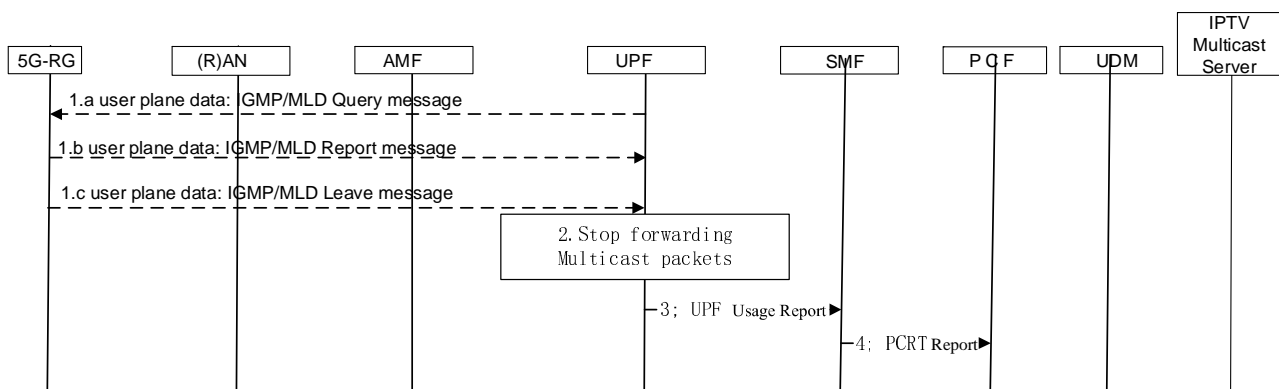 5G-RG
(R)AN
AMF
UPF
SMF
PCF
UDM
IPTV
Multicast
Server
1.a user plane data: IGMP/MLD Query message
1.b user plane data: IGMP/MLD Report message
1.c user plane data: IGMP/MLD Leave message
2.Stop forwarding
Multicast packets
3; UPF Usage Report
4; PCRT Report